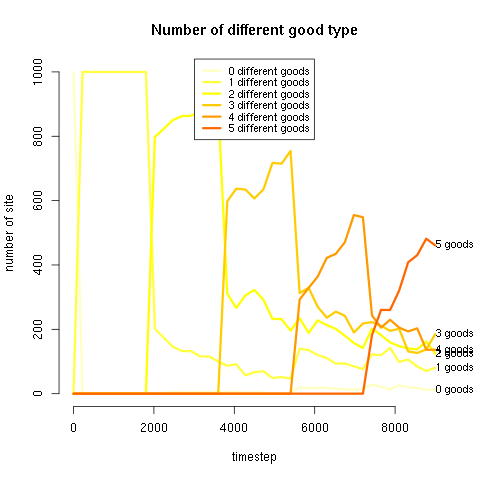 Number of different good type
0 different goods
1 different goods
2 different goods
3 different goods
4 different goods
5 different goods
number of site
0
200
400
600
800
1000
5 goods
3 goods
4 goods
2 goods
1 goods
0 goods
0
2000
4000
6000
8000
timestep